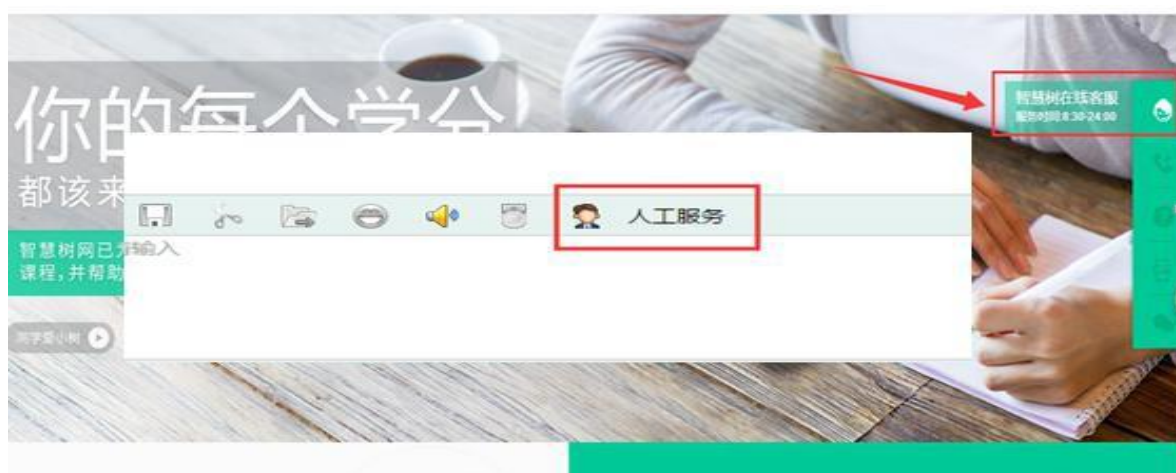 你的每个学分
都该来
智慧树网已为
课程,并帮助
智慧树在线客服
服务时间:8:30-24:00
人工服务
输入